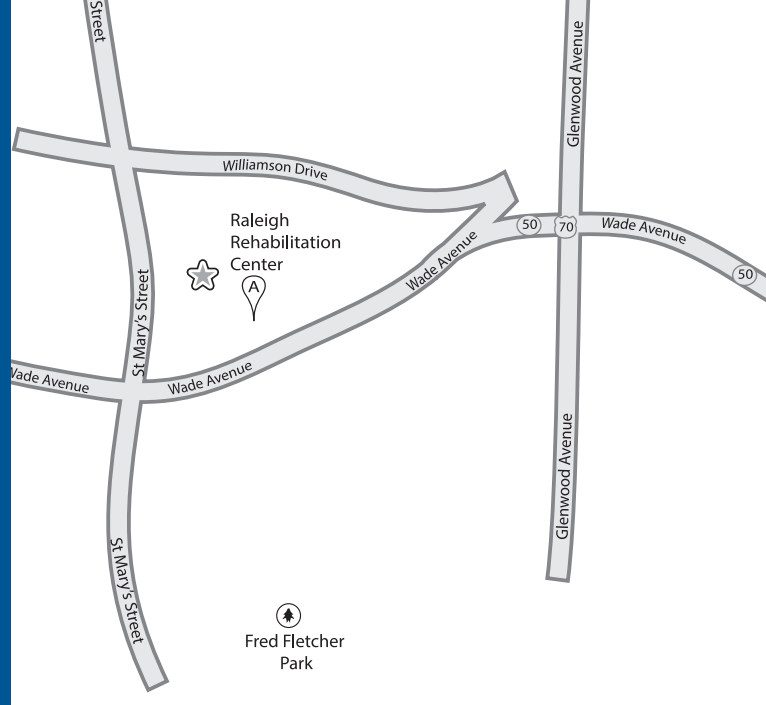 Street
Glenwood Avenue
Williamson Drive
Raleigh
Rehabilitation
Center
A
50
70
Wade Avenue
50
Wade Avenue
St Mary's Street
Wade Avenue
Wade Avenue
Glenwood Avenue
St Mary's Street
Fred Fletcher
Park